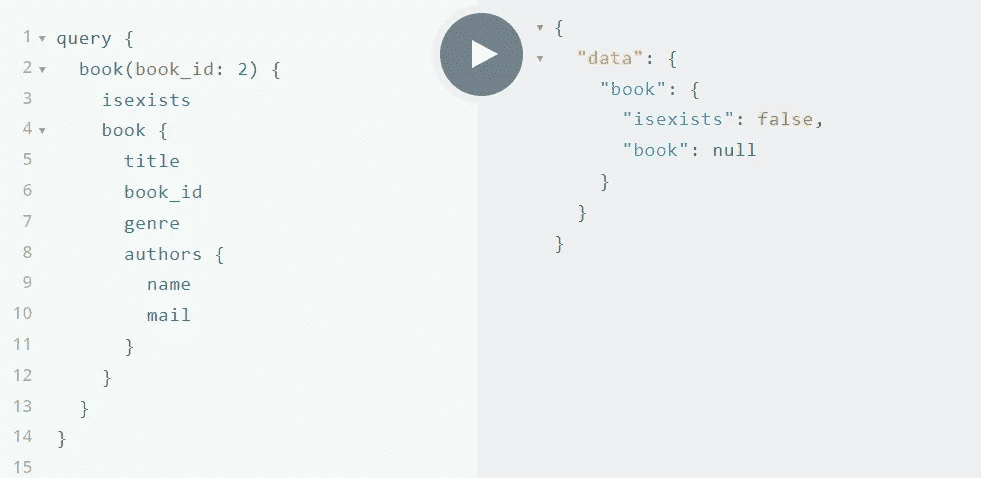 1 query {
2 book(book_id: 2) {
3 isexists
4 book {
5 title
6 book_id
7 genre
8 authors {
9 name
10 mail
11 }
12 }
13 }
14 }
15
{
"data": {
"book": {
"isexists": false,
"book": null
}
}
}